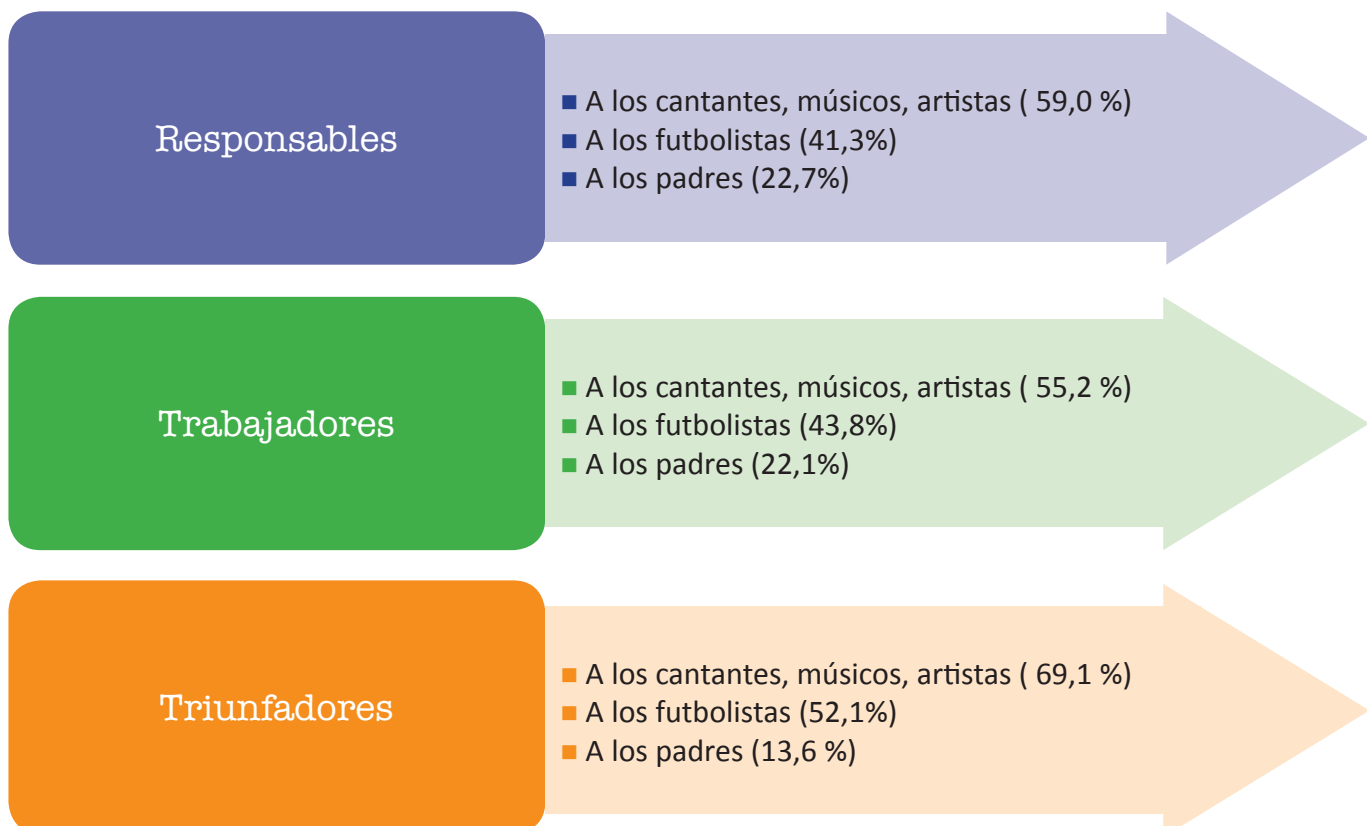 Responsables
■ A los cantantes, músicos, artistas ( 59,0 %)
■ A los futbolistas (41,3%)
■ A los padres (22,7%)
Trabajadores
■ A los cantantes, músicos, artistas ( 55,2 %)
■ A los futbolistas (43,8%)
■ A los padres (22,1%)
Triunfadores
■ A los cantantes, músicos, artistas ( 69,1 %)
■ A los futbolistas (52,1%)
■ A los padres (13,6 %)